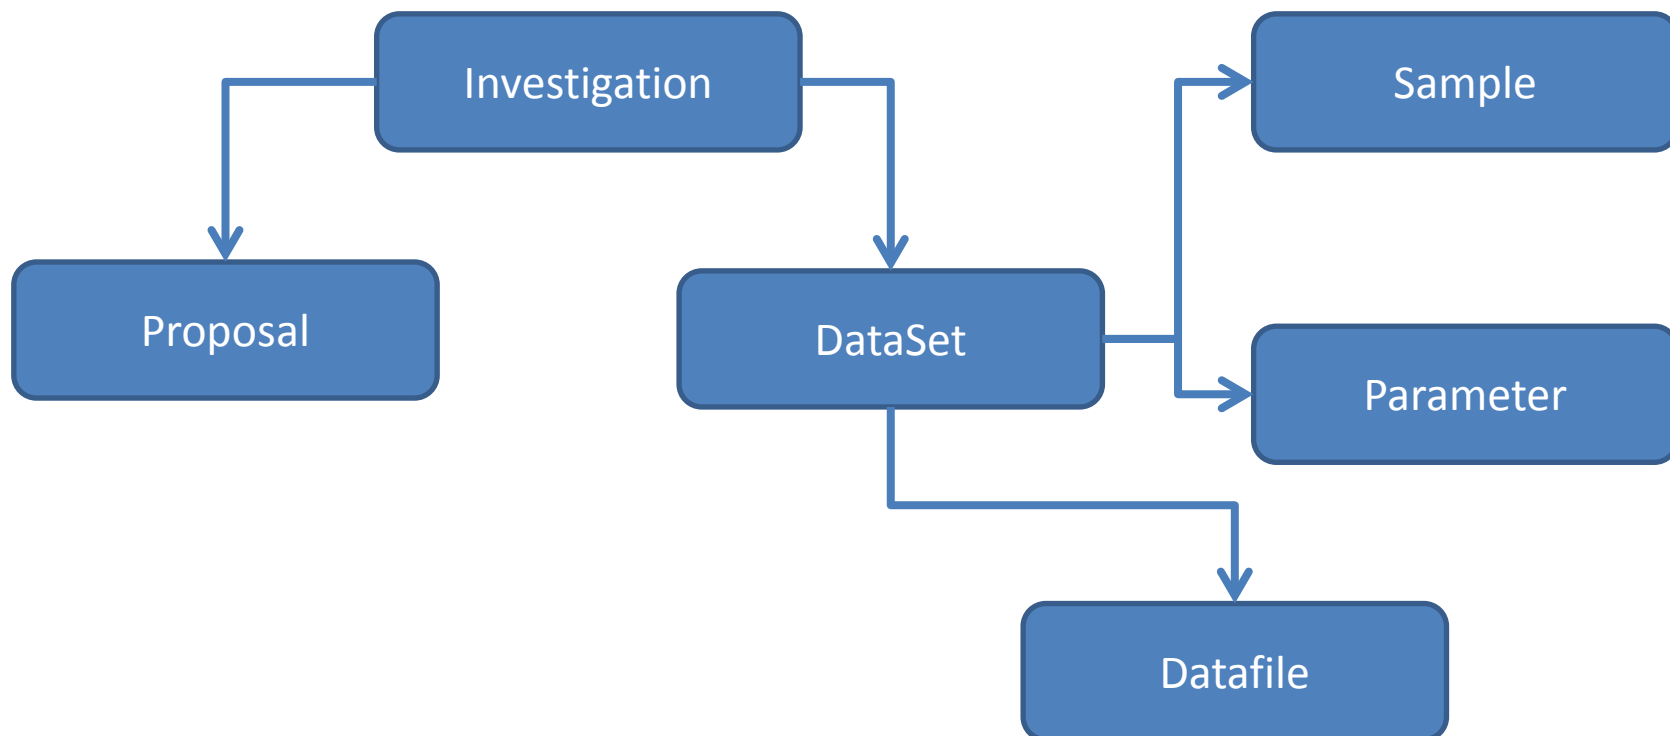 Investigation
Sample
Proposal
DataSet
Parameter
Datafile